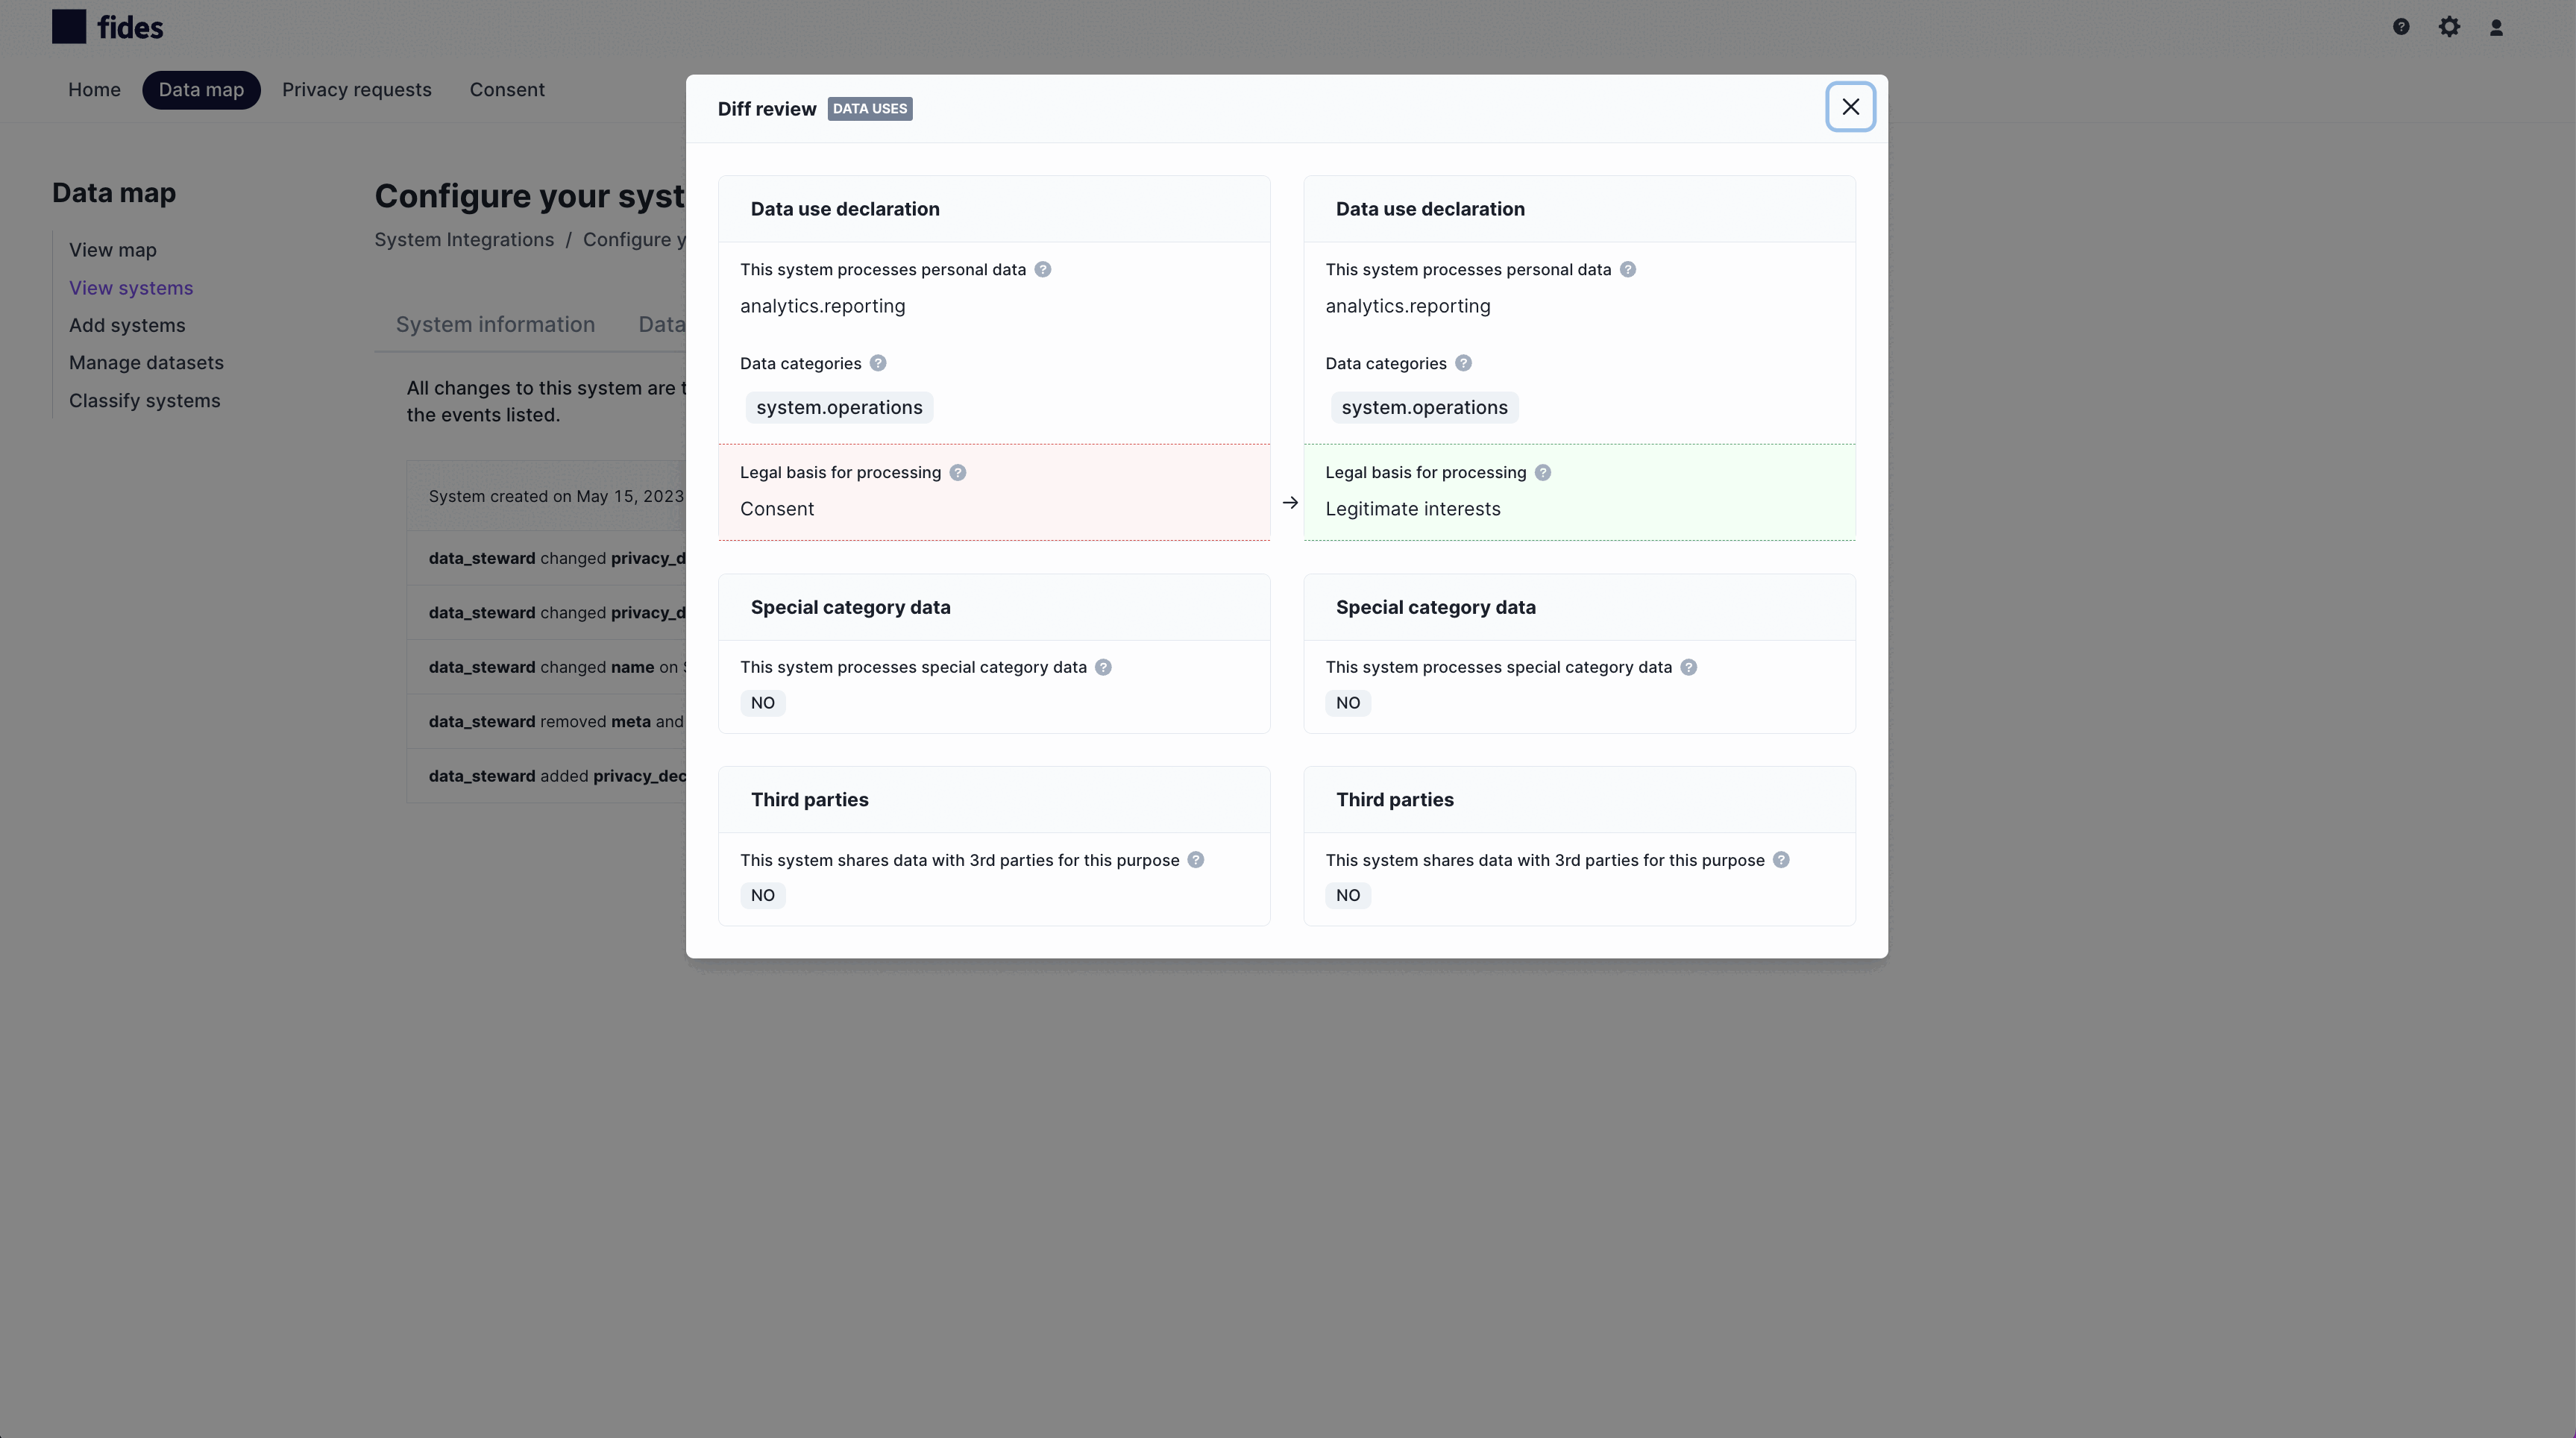 fides
Home
Data map
Privacy requests
Consent
Data map
View map
View systems
Add systems
Manage datasets
Classify systems
Configure your syst
System Integrations / Configure y
System information
Data
All changes to this system are t
the events listed.
System created on May 15, 2023
data_steward changed privacy_d
data_steward changed privacy_d
data_steward changed name on S
data_steward removed meta and
data_steward added privacy_dec
Diff review DATA USES
Data use declaration
This system processes personal data
analytics.reporting
Data categories
system.operations
Legal basis for processing
Consent
Special category data
This system processes special category data
NO
Third parties
This system shares data with 3rd parties for this purpose
NO
Data use declaration
This system processes personal data
analytics.reporting
Data categories
system.operations
Legal basis for processing
Legitimate interests
Special category data
This system processes special category data
NO
Third parties
This system shares data with 3rd parties for this purpose
NO